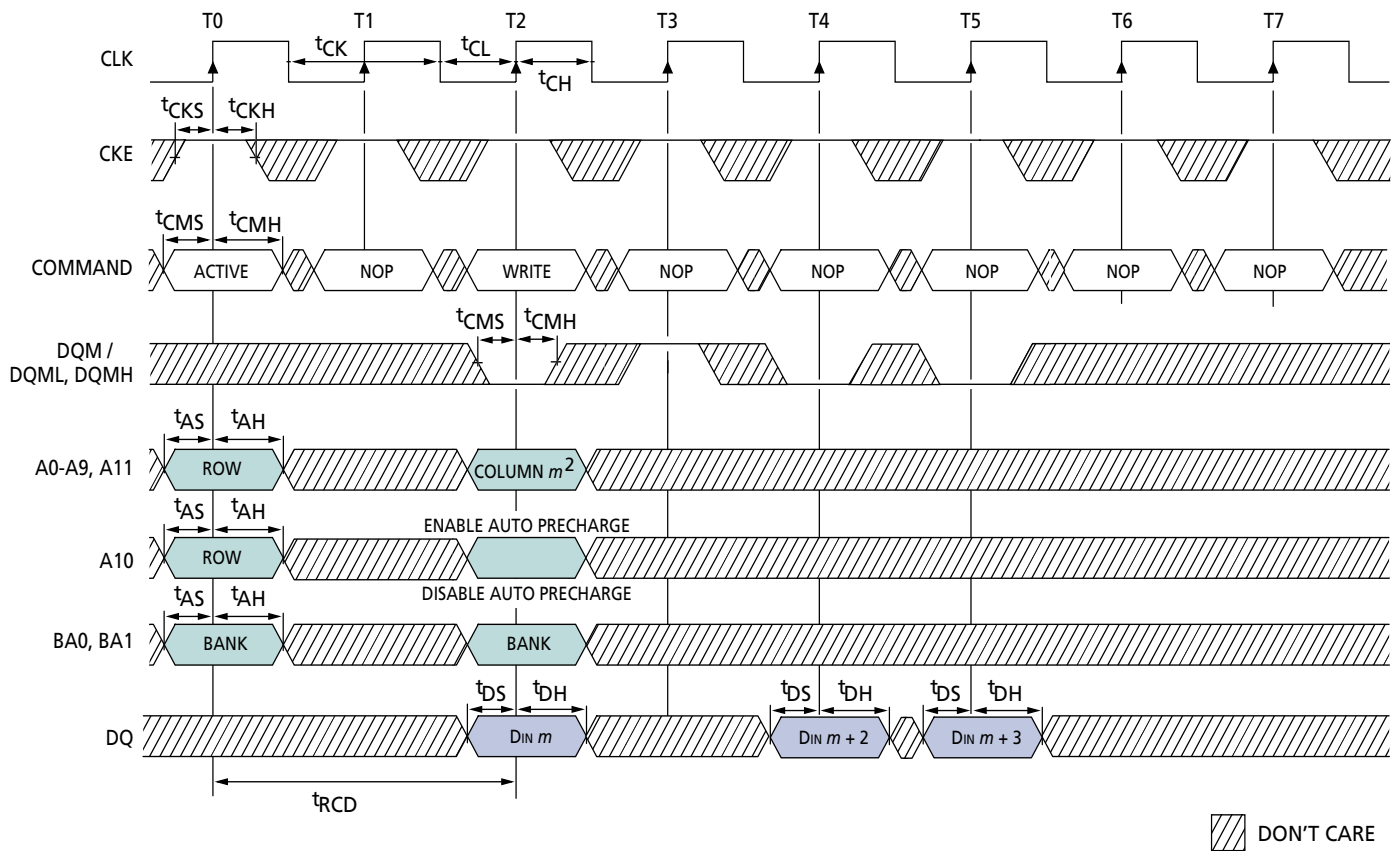 T0 T1 T2 T3 T4 T5 T6 T7
CLK
tCK tCL
tCH
tCKS tCKH
CKE
tCMS tCMH
COMMAND ACTIVE NOP WRITE NOP NOP NOP NOP NOP
tCMS tCMH
DQM /
DQML, DQMH
tAS tAH
A0-A9, A11 ROW COLUMN m2
tAS tAH
ENABLE AUTO PRECHARGE
A10 ROW
DISABLE AUTO PRECHARGE
tAS tAH
BA0, BA1 BANK BANK
tDS tDH tDS tDH tDS tDH
DQ DIN m DIN m + 2 DIN m + 3
tRCD
DON'T CARE